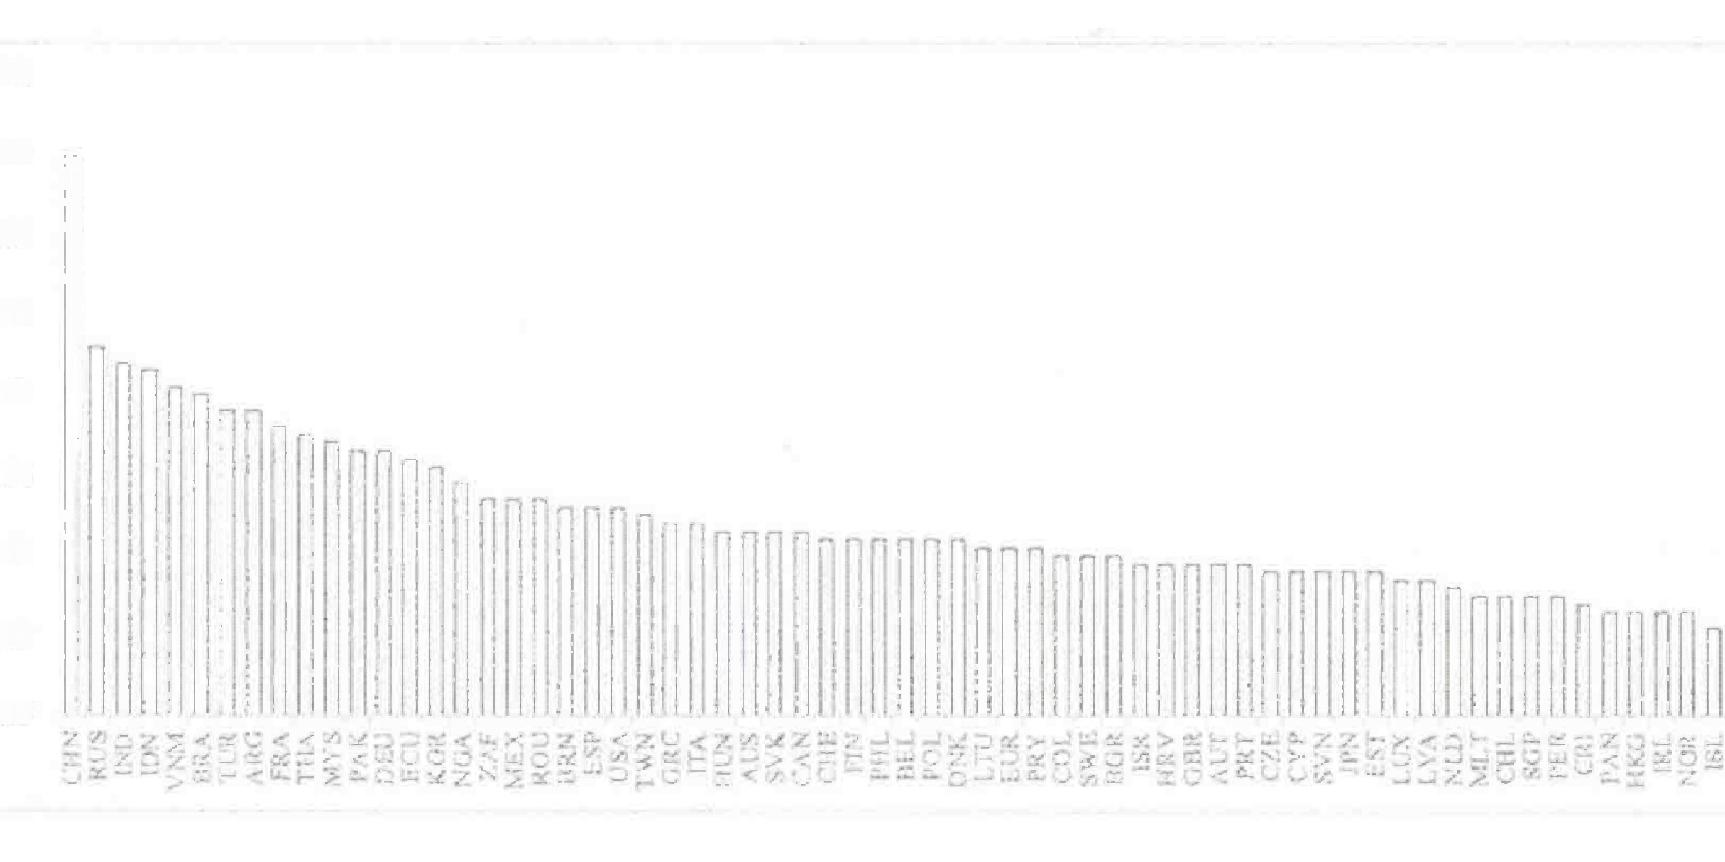 CHN
RUS
IND
IDN
VNM
BRA
TUR
ARG
FRA
THA
MYS
PAK
DEU
ECU
KOR
NGA
ZAF
MEX
ROU
BRN
ESP
USA
TWN
GRC
ITA
HUN
AUS
SVK
CAN
CHE
FIN
PHL
BEL
POL
DNK
LTU
EUR
PRY
COL
SWE
BGR
ISR
HRV
GBR
AUT
PRT
CZE
CYP
SVN
JPN
EST
LUX
LVA
NLD
MLT
CHL
SGP
PER
CRI
PAN
HKG
IRL
NOR
ISL